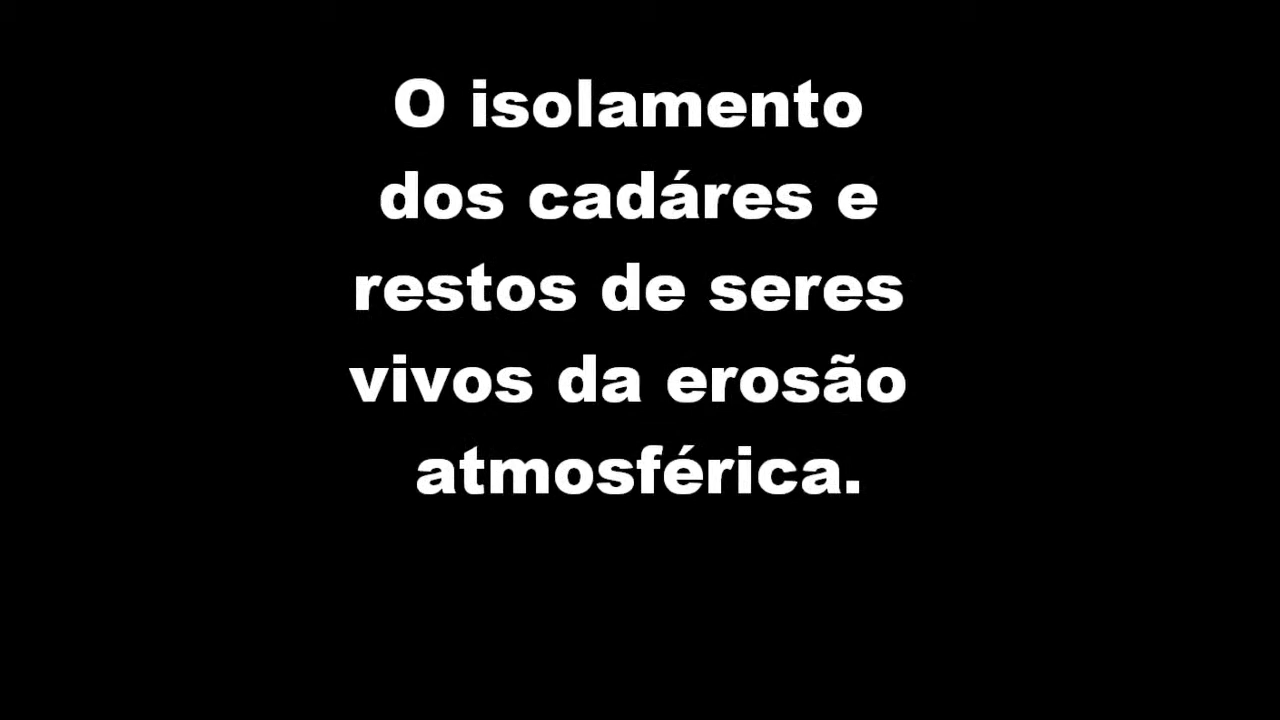 O isolamento
dos cadáres e
restos de seres
vivos da erosão
atmosférica.